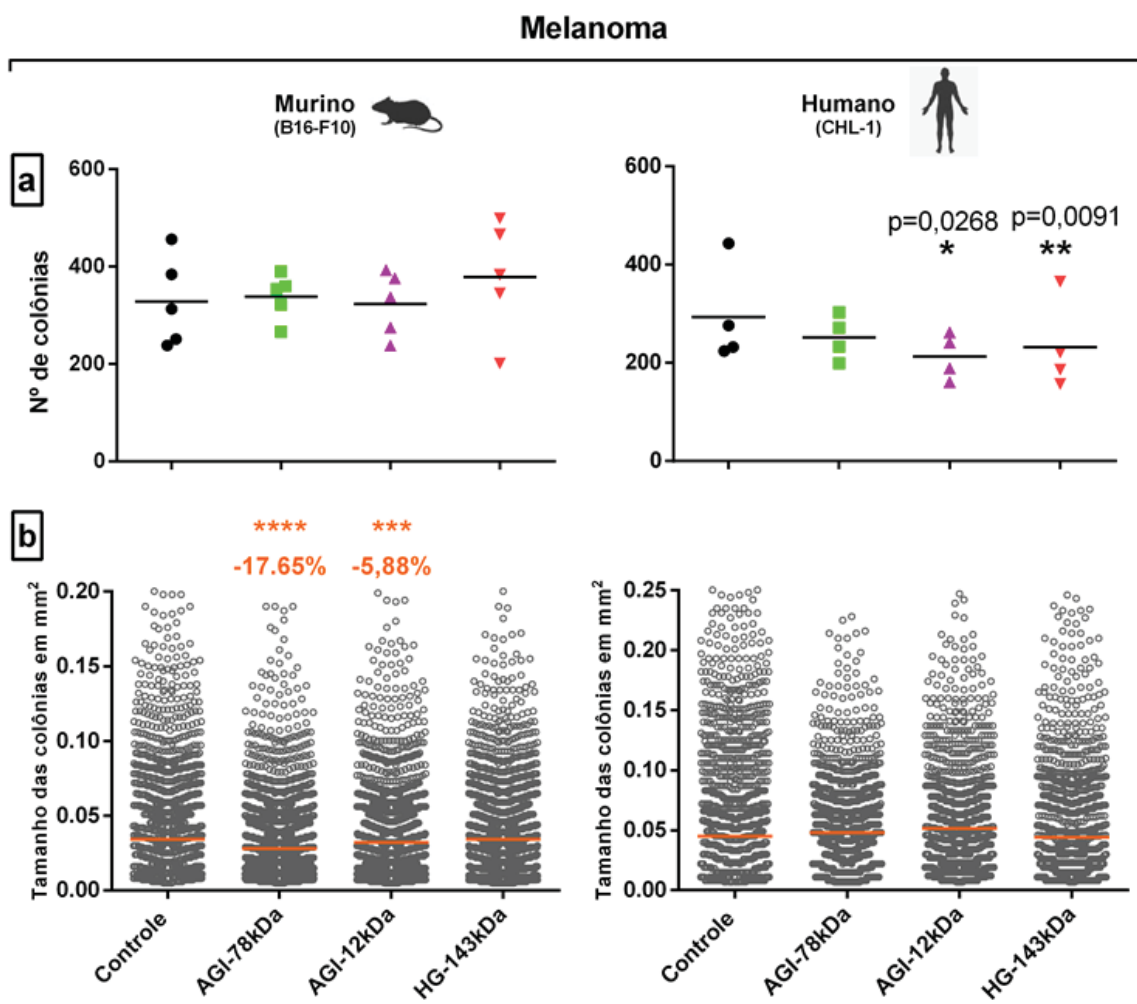 Melanoma
Murino
(B16-F10)
Humano
(CHL-1)
a
Nº de colônias
600
400
200
0
600
400
200
0
p=0,0268
*
p=0,0091
**
b
****
-17.65%
***
-5,88%
Tamanho das colônias em mm²
0.20
0.15
0.10
0.05
0.00
Controle
AGI-78kDa
AGI-12kDa
HG-143kDa
Tamanho das colônias em mm²
0.25
0.20
0.15
0.10
0.05
0.00
Controle
AGI-78kDa
AGI-12kDa
HG-143kDa